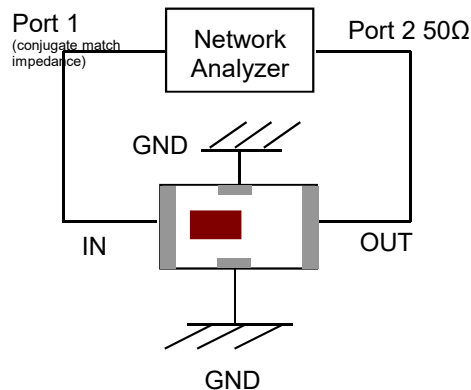 Port 1
(conjugate match
impedance)
Network
Analyzer
Port 2 50Ω
GND
IN
OUT
GND